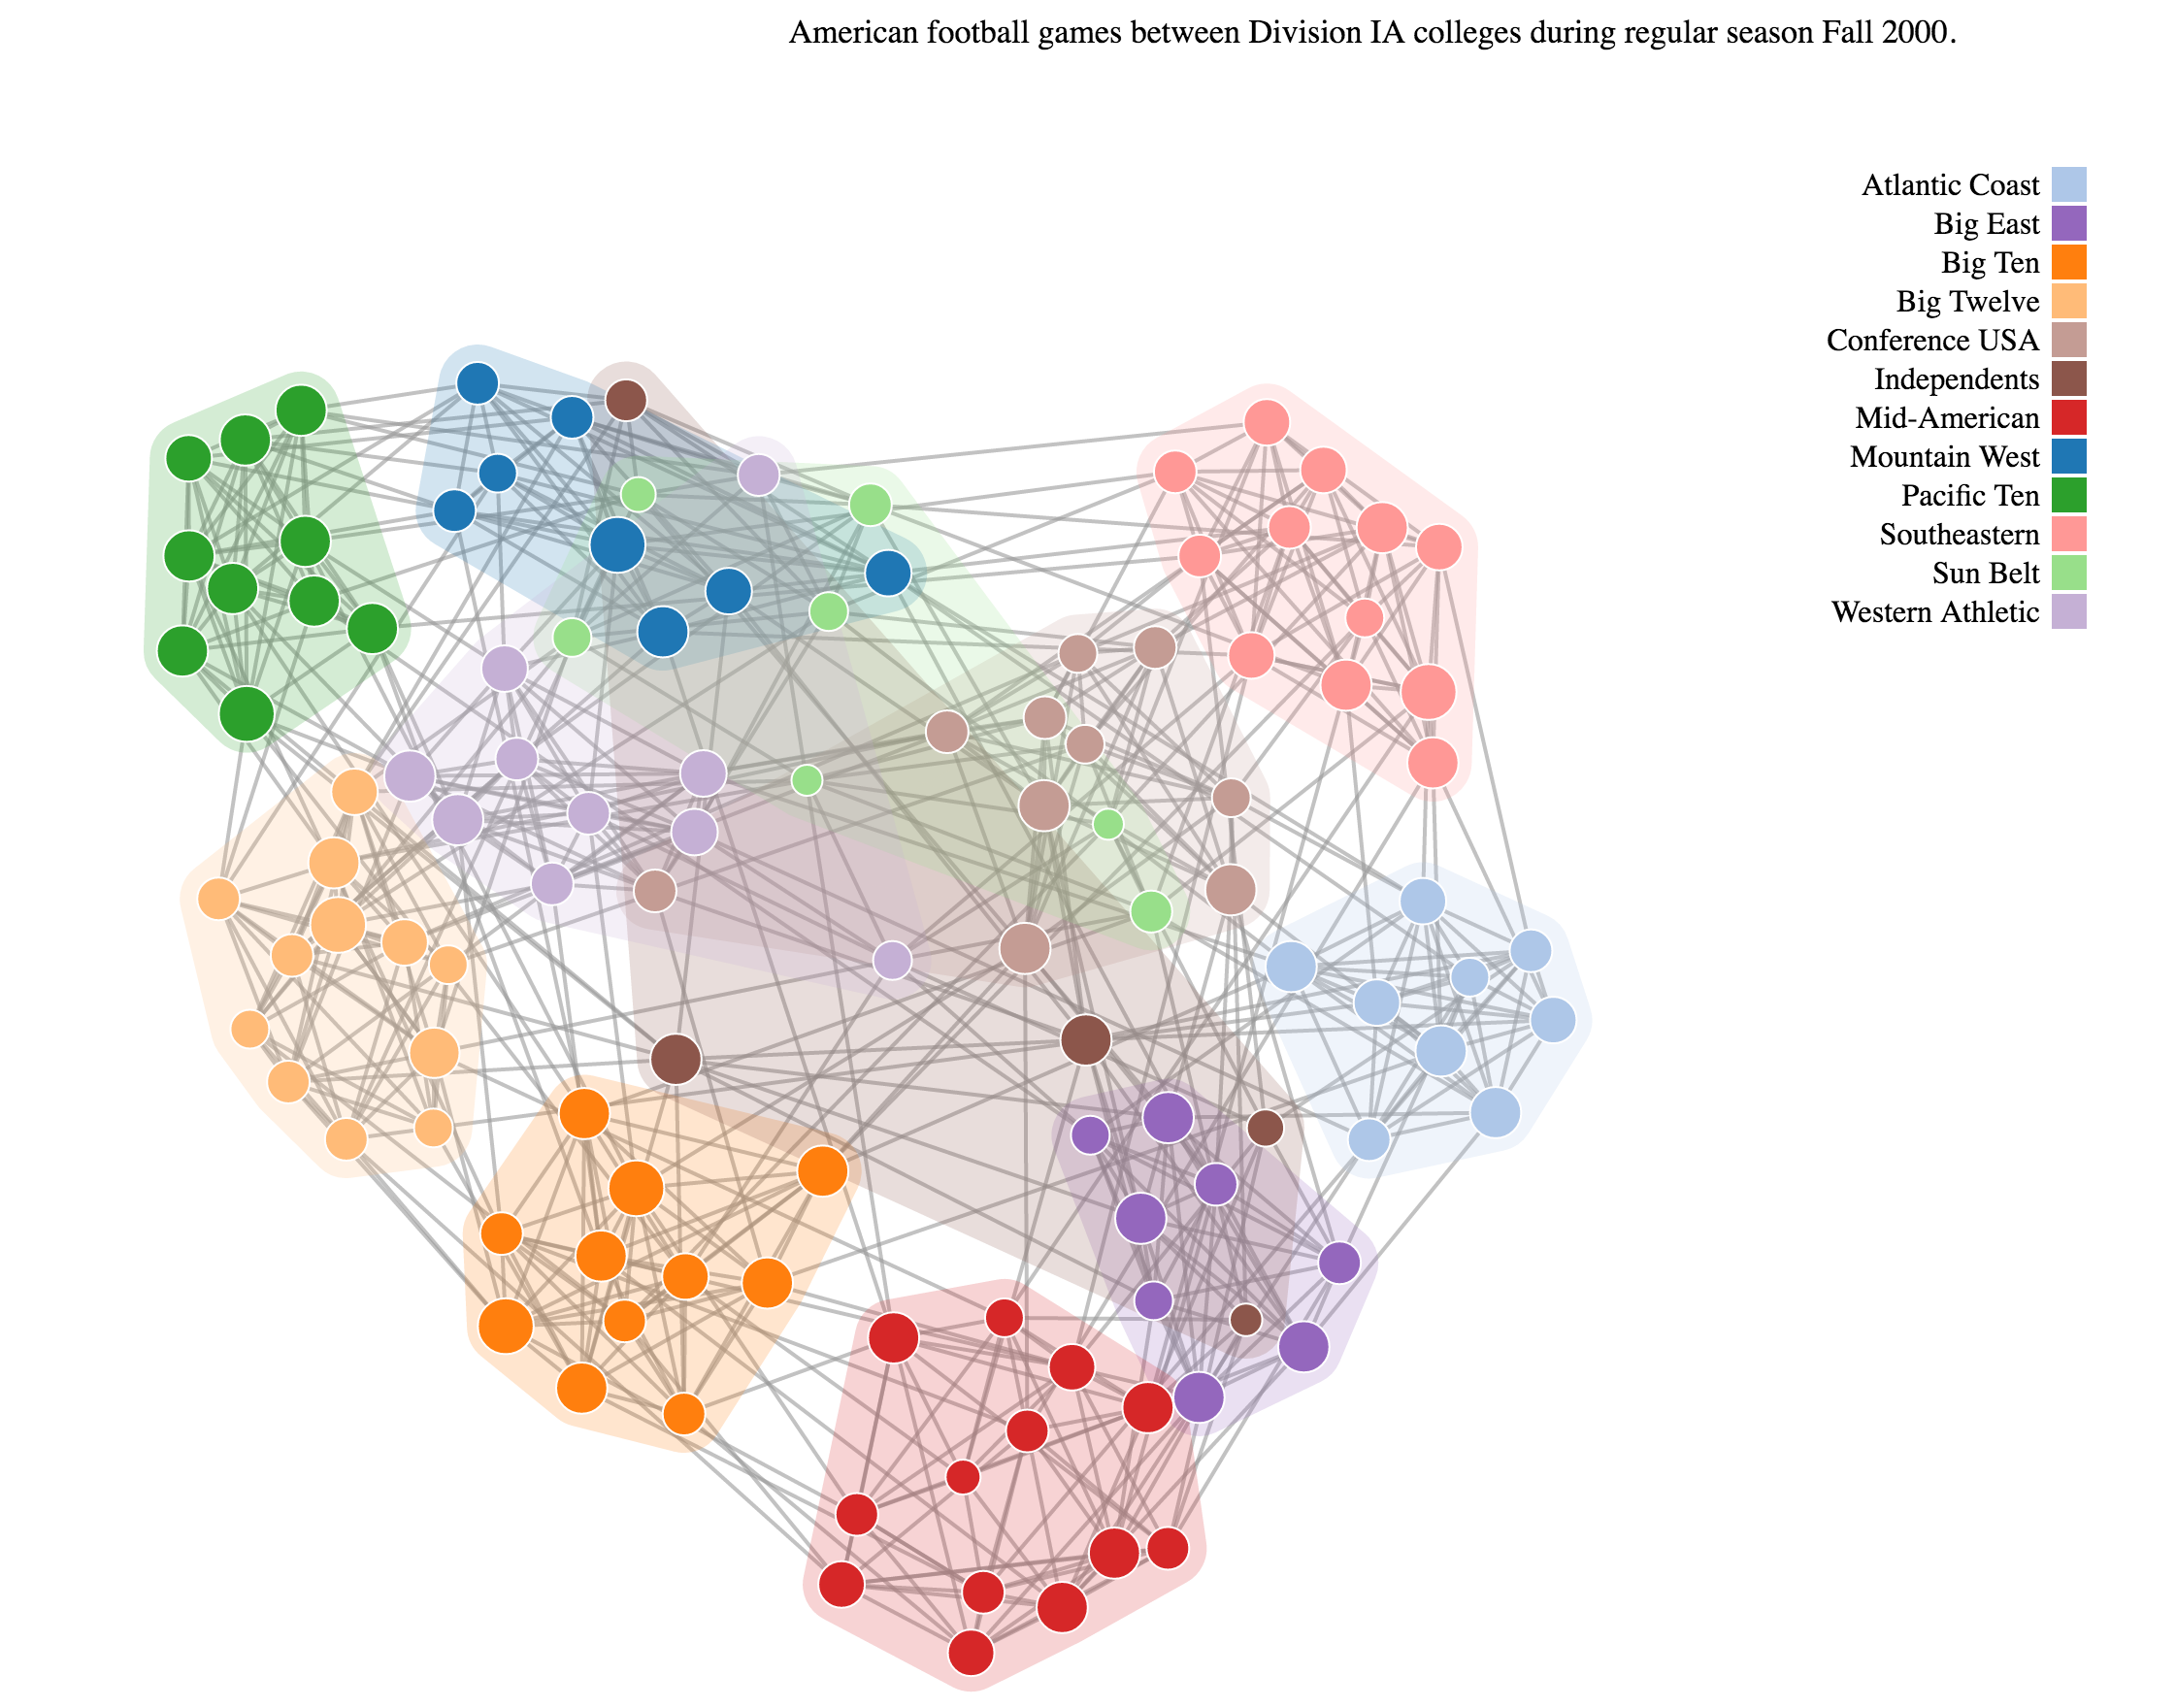 American football games between Division IA colleges during regular season Fall 2000.
Atlantic Coast
Big East
Big Ten
Big Twelve
Conference USA
Independents
Mid-American
Mountain West
Pacific Ten
Southeastern
Sun Belt
Western Athletic